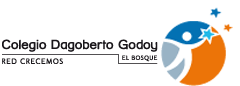 Colegio Dagoberto Godoy
EL BOSQUE
RED CRECEMOS